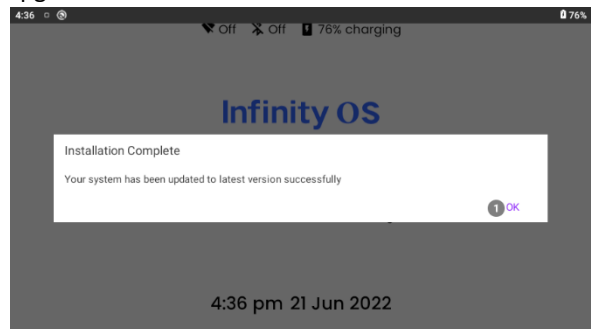 4:36
76%
Off Off 76% charging
Infinity OS
Installation Complete
Your system has been updated to latest version successfully
1 OK
4:36 pm 21 Jun 2022